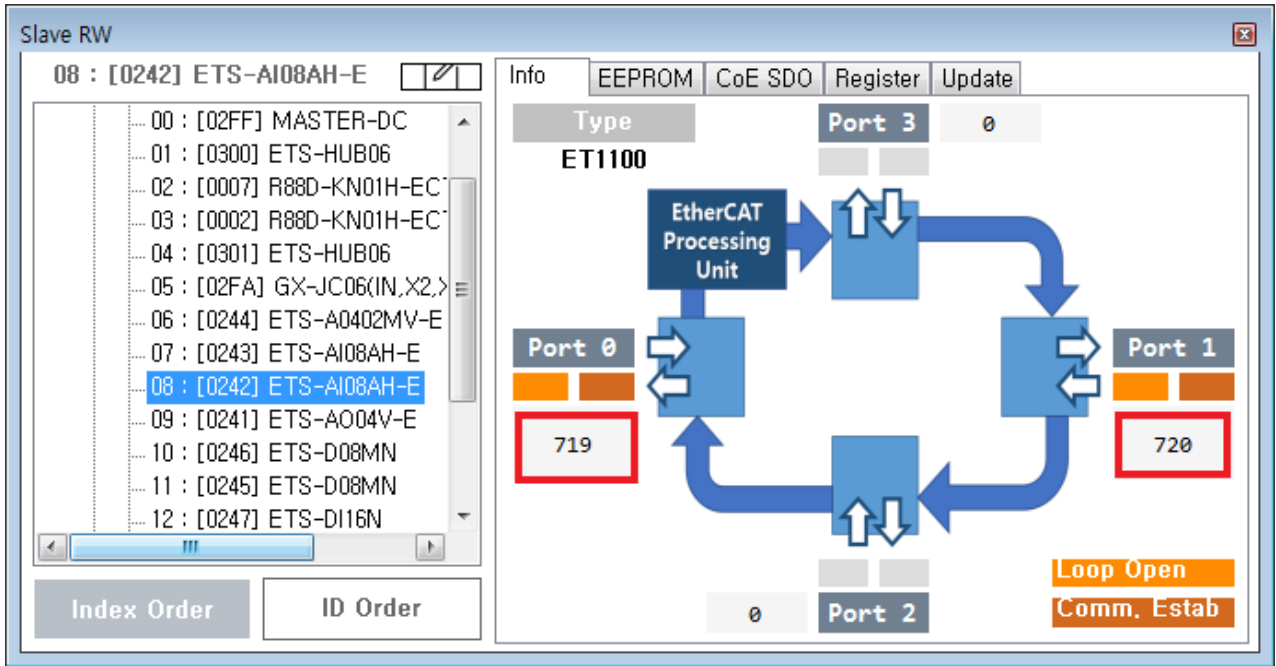 Slave RW
08 : [0242] ETS-AI08AH-E
00 : [02FF] MASTER-DC
01 : [0300] ETS-HUB06
02 : [0007] R88D-KN01H-EC
03 : [0002] R88D-KN01H-EC
04 : [0301] ETS-HUB06
05 : [02FA] GX-JC06(IN,X2,X
06 : [0244] ETS-A0402MV-E
07 : [0243] ETS-AI08AH-E
08 : [0242] ETS-AI08AH-E
09 : [0241] ETS-AO04V-E
10 : [0246] ETS-D08MN
11 : [0245] ETS-D08MN
12 : [0247] ETS-DI16N
Index Order
ID Order
Info EEPROM CoE SDO Register Update
Type
ET1100
Port 3 0
EtherCAT
Processing
Unit
Port 0
719
Port 1
720
0 Port 2
Loop Open
Comm. Estab